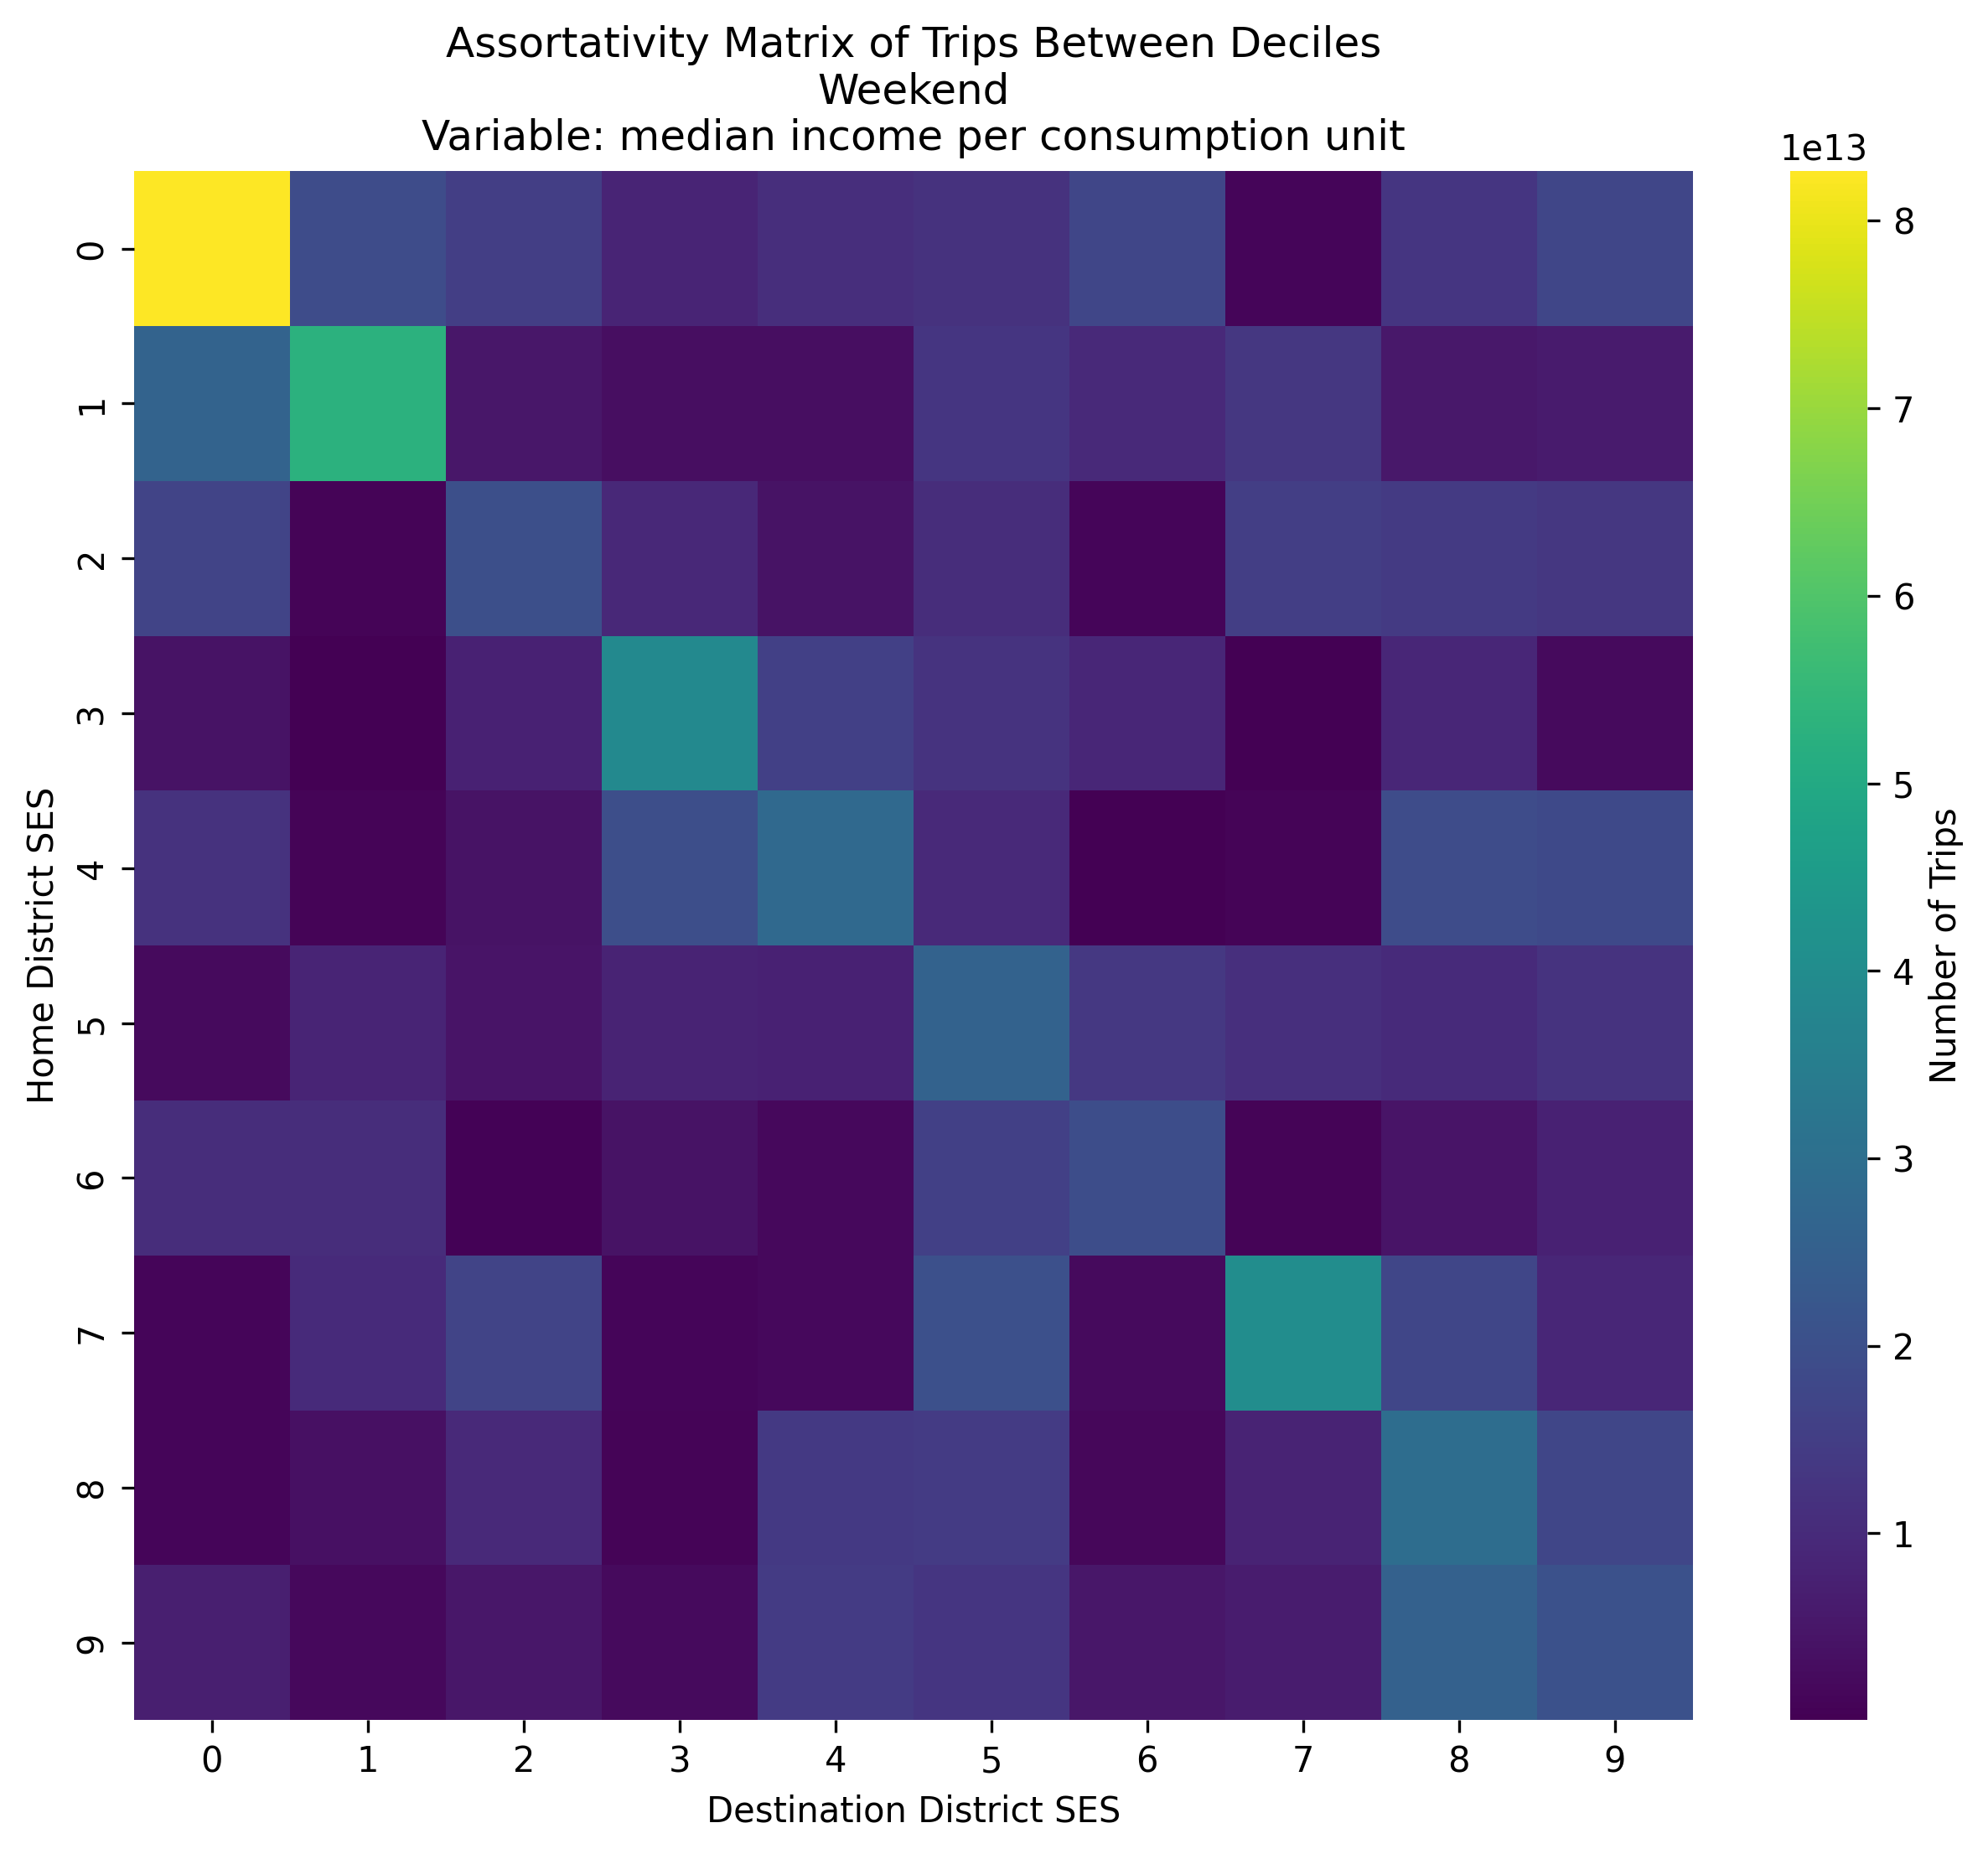 Assortativity Matrix of Trips Between Deciles
Weekend
Variable: median income per consumption unit
1e13
8
7
6
5
4
3
2
1
Number of Trips
Home District SES
0
1
2
3
4
5
6
7
8
9
0 1 2 3 4 5 6 7 8 9
Destination District SES